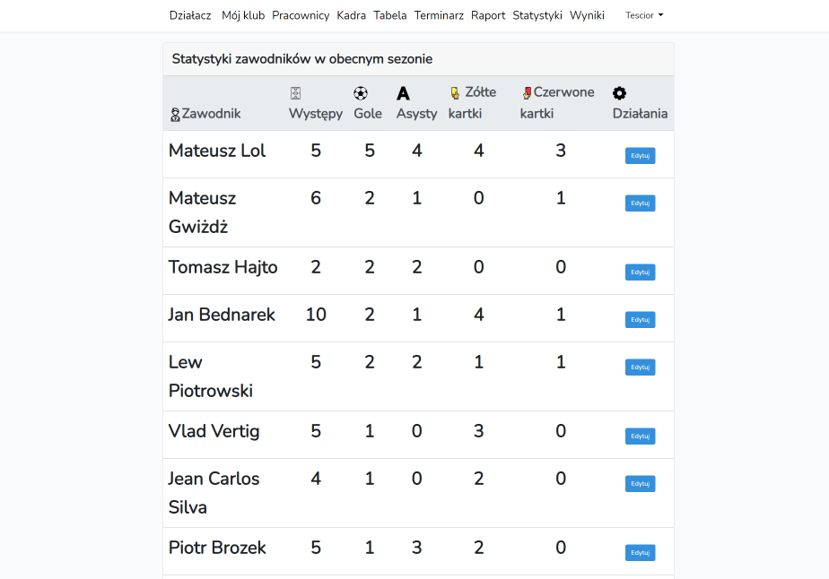 Działacz Mój klub Pracownicy Kadra Tabela Terminarz Raport Statystyki Wyniki Tescior
Statystyki zawodników w obecnym sezonie
Zawodnik Występy Gole Asysty Zółte kartki Czerwone kartki Działania
Mateusz Lol 5 5 4 4 3 Edytuj
Mateusz Gwiżdż 6 2 1 0 1 Edytuj
Tomasz Hajto 2 2 2 0 0 Edytuj
Jan Bednarek 10 2 1 4 1 Edytuj
Lew Piotrowski 5 2 2 1 1 Edytuj
Vlad Vertig 5 1 0 3 0 Edytuj
Jean Carlos Silva 4 1 0 2 0 Edytuj
Piotr Brozek 5 1 3 2 0 Edytuj